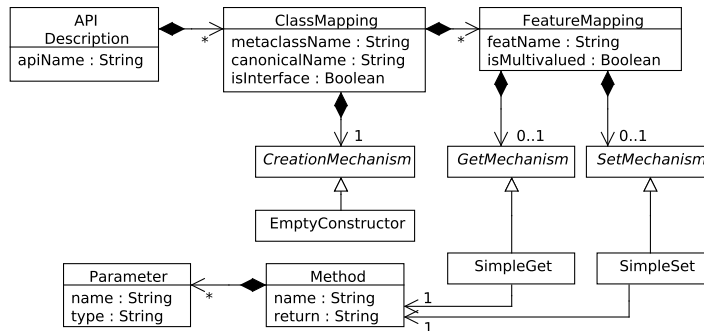 API
Description
apiName : String
*
ClassMapping
metaclassName : String
canonicalName : String
isInterface : Boolean
*
FeatureMapping
featName : String
isMultivalued : Boolean
1
0..1
0..1
CreationMechanism
GetMechanism
SetMechanism
EmptyConstructor
SimpleGet
SimpleSet
Parameter
name : String
type : String
*
Method
name : String
return : String
1
1